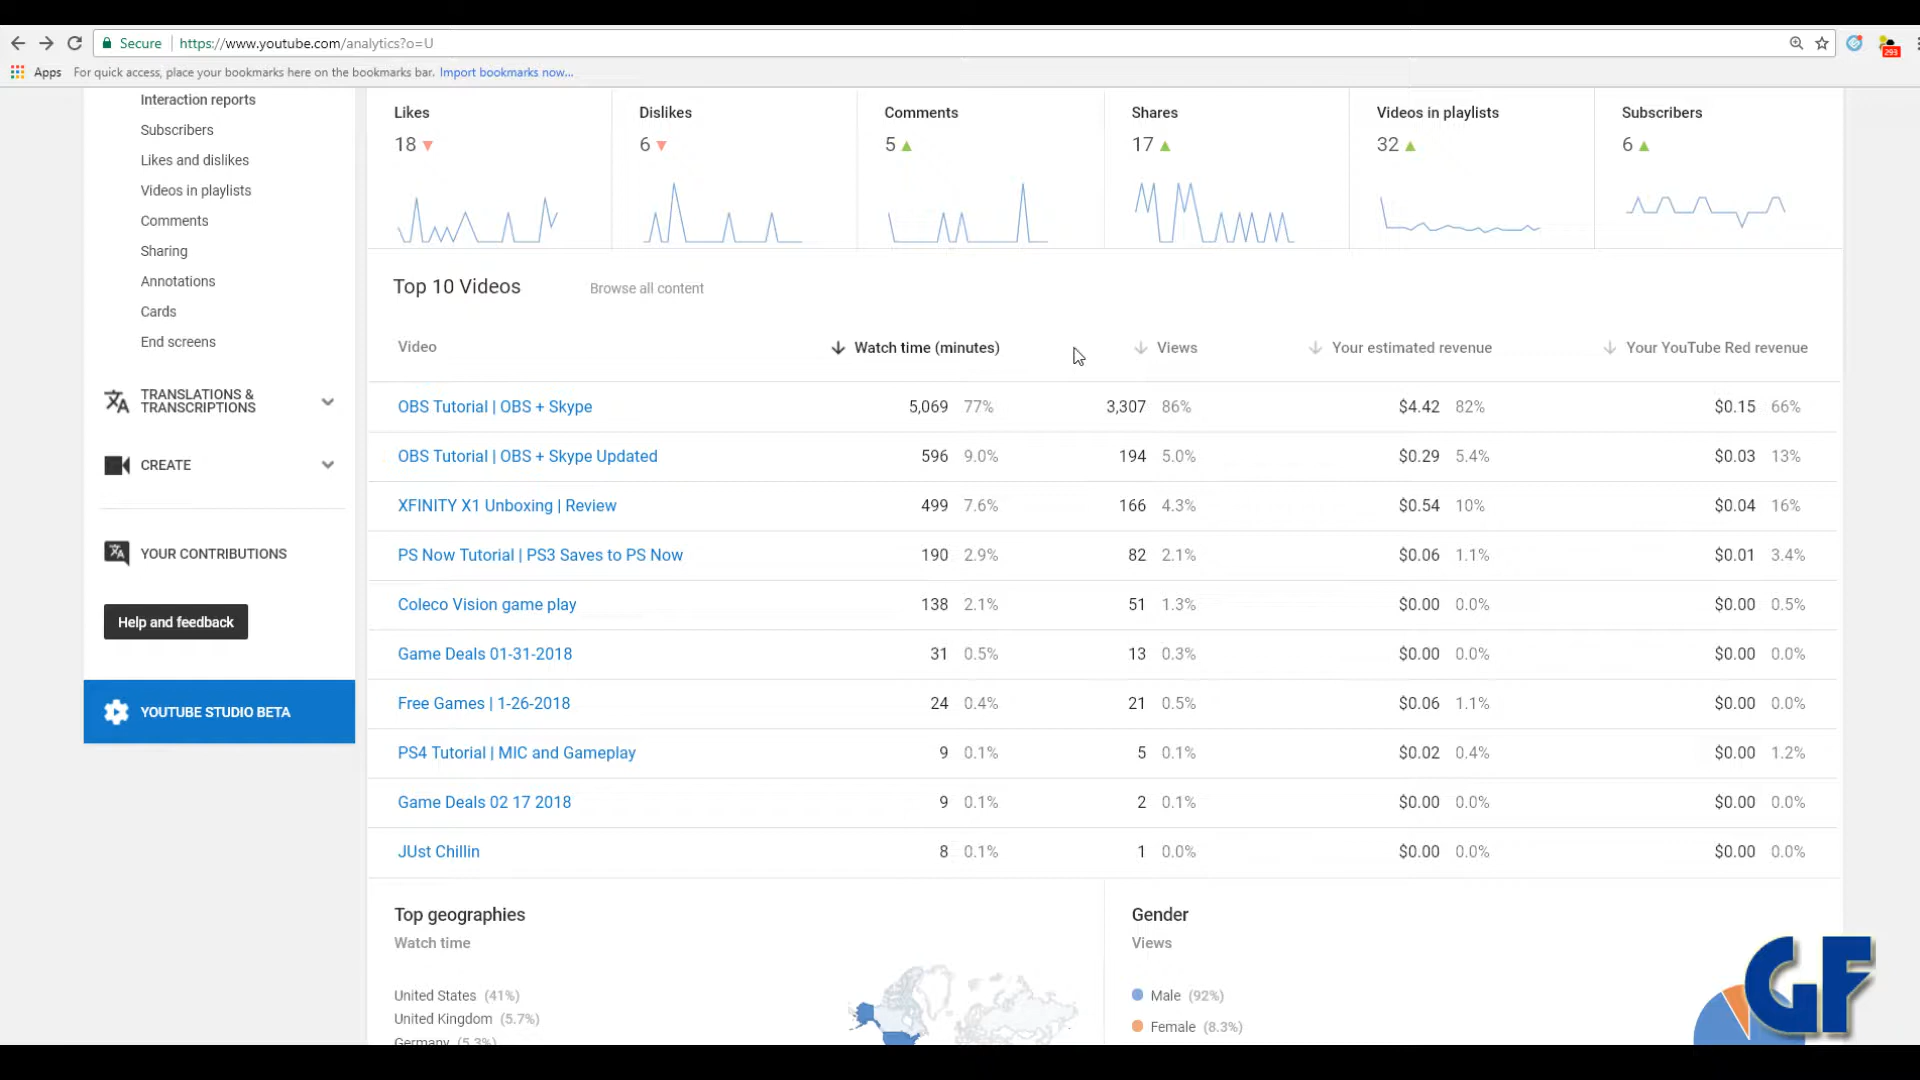 Secure https://www.youtube.com/analytics?o=U
293
Apps For quick access, place your bookmarks here on the bookmarks bar. Import bookmarks now...
Interaction reports
Subscribers
Likes and dislikes
Videos in playlists
Comments
Sharing
Annotations
Cards
End screens
TRANSLATIONS &
TRANSCRIPTIONS
CREATE
YOUR CONTRIBUTIONS
Help and feedback
YOUTUBE STUDIO BETA
Likes Dislikes Comments Shares Videos in playlists Subscribers
18 6 5 17 32 6
Top 10 Videos Browse all content
Video Watch time (minutes) Views Your estimated revenue Your YouTube Red revenue
OBS Tutorial | OBS + Skype 5,069 77% 3,307 86% $4.42 82% $0.15 66%
OBS Tutorial | OBS + Skype Updated 596 9.0% 194 5.0% $0.29 5.4% $0.03 13%
XFINITY X1 Unboxing | Review 499 7.6% 166 4.3% $0.54 10% $0.04 16%
PS Now Tutorial | PS3 Saves to PS Now 190 2.9% 82 2.1% $0.06 1.1% $0.01 3.4%
Coleco Vision game play 138 2.1% 51 1.3% $0.00 0.0% $0.00 0.5%
Game Deals 01-31-2018 31 0.5% 13 0.3% $0.00 0.0% $0.00 0.0%
Free Games | 1-26-2018 24 0.4% 21 0.5% $0.06 1.1% $0.00 0.0%
PS4 Tutorial | MIC and Gameplay 9 0.1% 5 0.1% $0.02 0.4% $0.00 1.2%
Game Deals 02 17 2018 9 0.1% 2 0.1% $0.00 0.0% $0.00 0.0%
JUst Chillin 8 0.1% 1 0.0% $0.00 0.0% $0.00 0.0%
Top geographies
Watch time
United States (41%)
United Kingdom (5.7%)
Germany (5.3%)
Gender
Views
Male (92%)
Female (8.3%)
GF